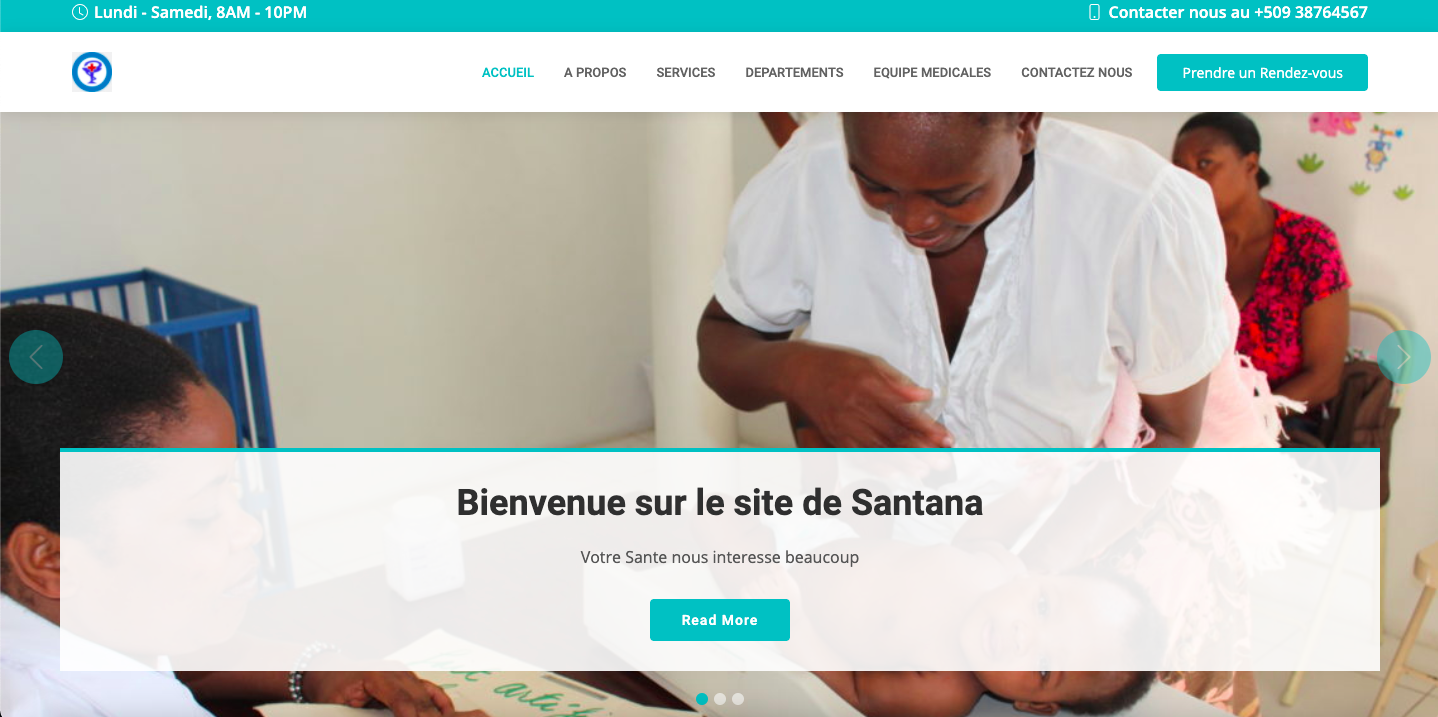 Lundi - Samedi, 8AM - 10PM
Contacter nous au +509 38764567
ACCUEIL A PROPOS SERVICES DEPARTEMENTS EQUIPE MEDICALES CONTACTEZ NOUS Prendre un Rendez-vous
Bienvenue sur le site de Santana
Votre Sante nous interesse beaucoup
Read More